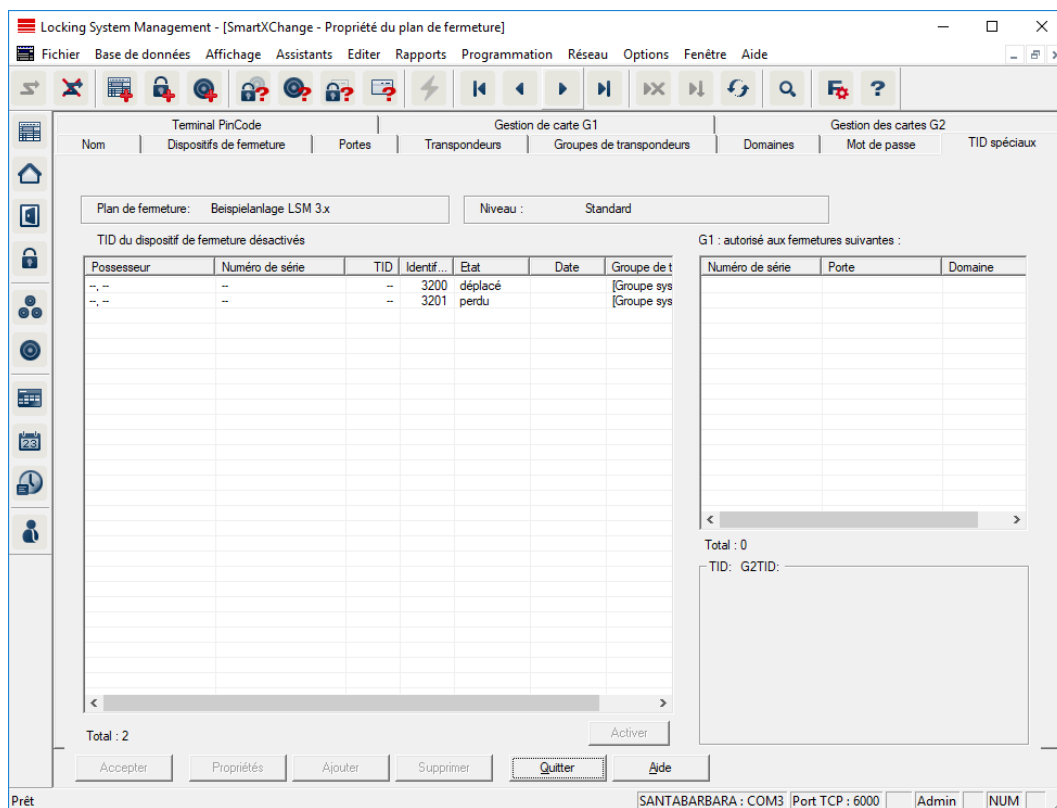 Locking System Management - [SmartXChange - Propriété du plan de fermeture]
Fichier Base de données Affichage Assistants Editer Rapports Programmation Réseau Options Fenêtre Aide
Terminal PinCode Gestion de carte G1 Gestion des cartes G2
Nom Dispositifs de fermeture Portes Transpondeurs Groupes de transpondeurs Domaines Mot de passe TID spéciaux
Plan de fermeture: Beispielanlage LSM 3.x Niveau : Standard
TID du dispositif de fermeture désactivés G1 : autorisé aux fermetures suivantes :
Possesseur Numéro de série TID Identif... Etat Date Groupe de t Numéro de série Porte Domaine
--, -- -- -- 3200 déplacé [Groupe sys
--, -- -- -- 3201 perdu [Groupe sys
Total : 0
TID: G2TID:
Total : 2 Activer
Accepter Propriétés Ajouter Supprimer Quitter Aide
Prêt SANTABARBARA : COM3 Port TCP : 6000 Admin NUM